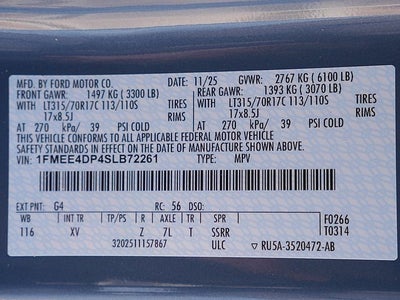 MFD. BY FORD MOTOR CO. 11/25 GVWR: 2767 KG (6100 LB)
FRONT GAWR: 1497 KG (3300 LB) REAR GAWR: 1393 KG (3070 LB)
WITH LT315/70R17C 113/110S TIRES WITH LT315/70R17C 113/110S TIRES
17x8.5J RIMS 17x8.5J RIMS
AT 270 kPa/ 39 PSI COLD AT 270 kPa/ 39 PSI COLD
THIS VEHICLE CONFORMS TO ALL APPLICABLE FEDERAL MOTOR VEHICLE
SAFETY STANDARDS IN EFFECT ON THE DATE OF MANUFACTURE SHOWN ABOVE.
VIN: 1FMEE4DP4SLB72261 TYPE: MPV
EXT PNT: G4 RC: 56 DSO:
WB INT TR TP/PS R AXLE TR SPR F0266
116 XV Z 7L T SSRR T0314
3202511157867 ULC RU5A-3520472-AB